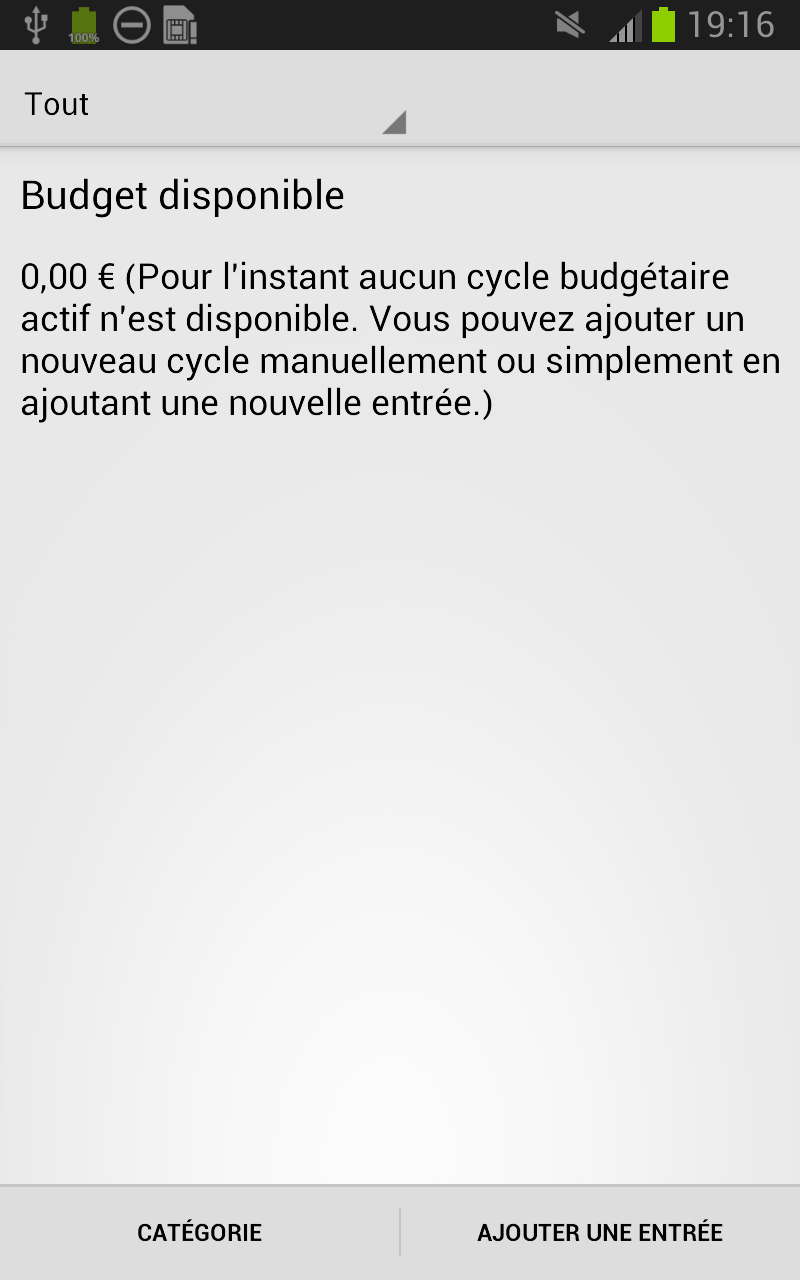 100%
19:16
Tout
Budget disponible
0,00 € (Pour l'instant aucun cycle budgétaire
actif n'est disponible. Vous pouvez ajouter un
nouveau cycle manuellement ou simplement en
ajoutant une nouvelle entrée.)
CATÉGORIE
AJOUTER UNE ENTRÉE